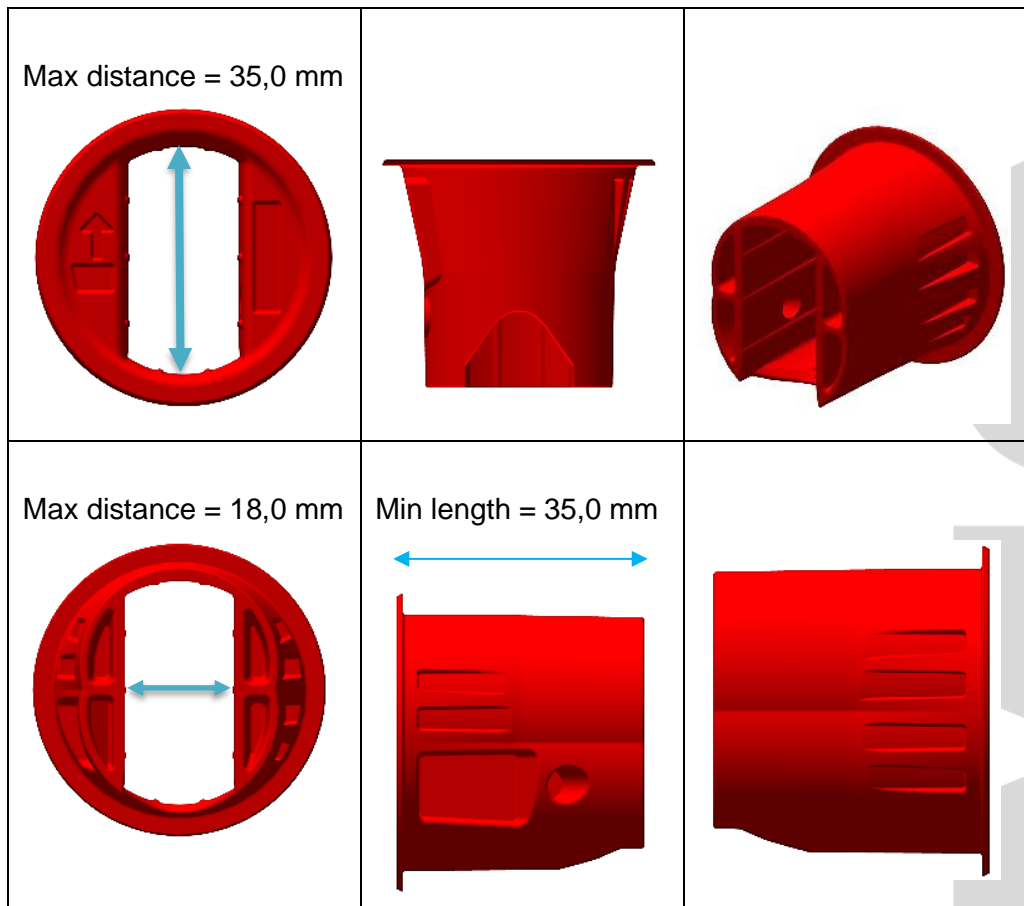 Max distance = 35,0 mm
Max distance = 18,0 mm
Min length = 35,0 mm